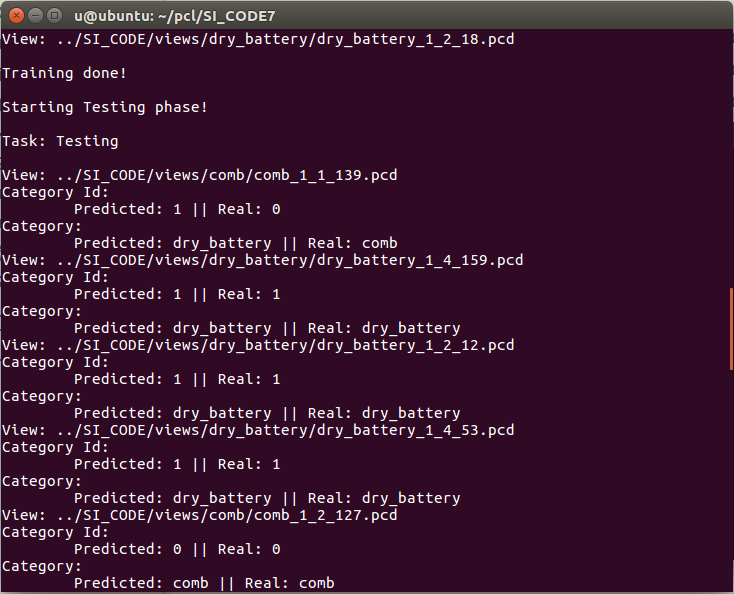 u@ubuntu: ~/pcl/SI_CODE7
View: ../SI_CODE/views/dry_battery/dry_battery_1_2_18.pcd
Training done!
Starting Testing phase!
Task: Testing
View: ../SI_CODE/views/comb/comb_1_1_139.pcd
Category Id:
Predicted: 1 || Real: 0
Category:
Predicted: dry_battery || Real: comb
View: ../SI_CODE/views/dry_battery/dry_battery_1_4_159.pcd
Category Id:
Predicted: 1 || Real: 1
Category:
Predicted: dry_battery || Real: dry_battery
View: ../SI_CODE/views/dry_battery/dry_battery_1_2_12.pcd
Category Id:
Predicted: 1 || Real: 1
Category:
Predicted: dry_battery || Real: dry_battery
View: ../SI_CODE/views/dry_battery/dry_battery_1_4_53.pcd
Category Id:
Predicted: 1 || Real: 1
Category:
Predicted: dry_battery || Real: dry_battery
View: ../SI_CODE/views/comb/comb_1_2_127.pcd
Category Id:
Predicted: 0 || Real: 0
Category:
Predicted: comb || Real: comb